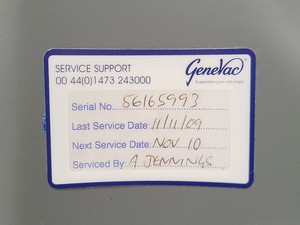 SERVICE SUPPORT
00 44(0)1473 243000
GeneVac
Serial No. 56165993
Last Service Date: 11/11/09
Next Service Date: NOV 10
Serviced By: A JENNINGS